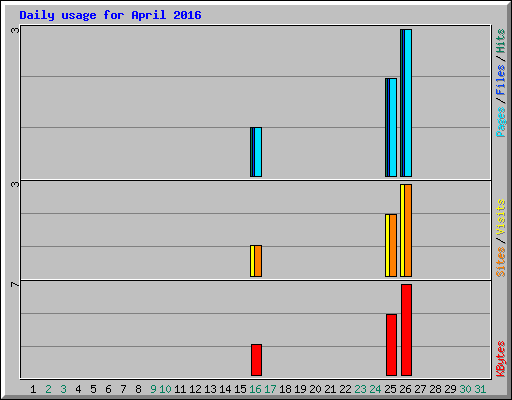 Daily usage for April 2016
3
Pages / Files / Hits
3
Sites / Visits
7
KBytes
1 2 3 4 5 6 7 8 9 10 11 12 13 14 15 16 17 18 19 20 21 22 23 24 25 26 27 28 29 30 31